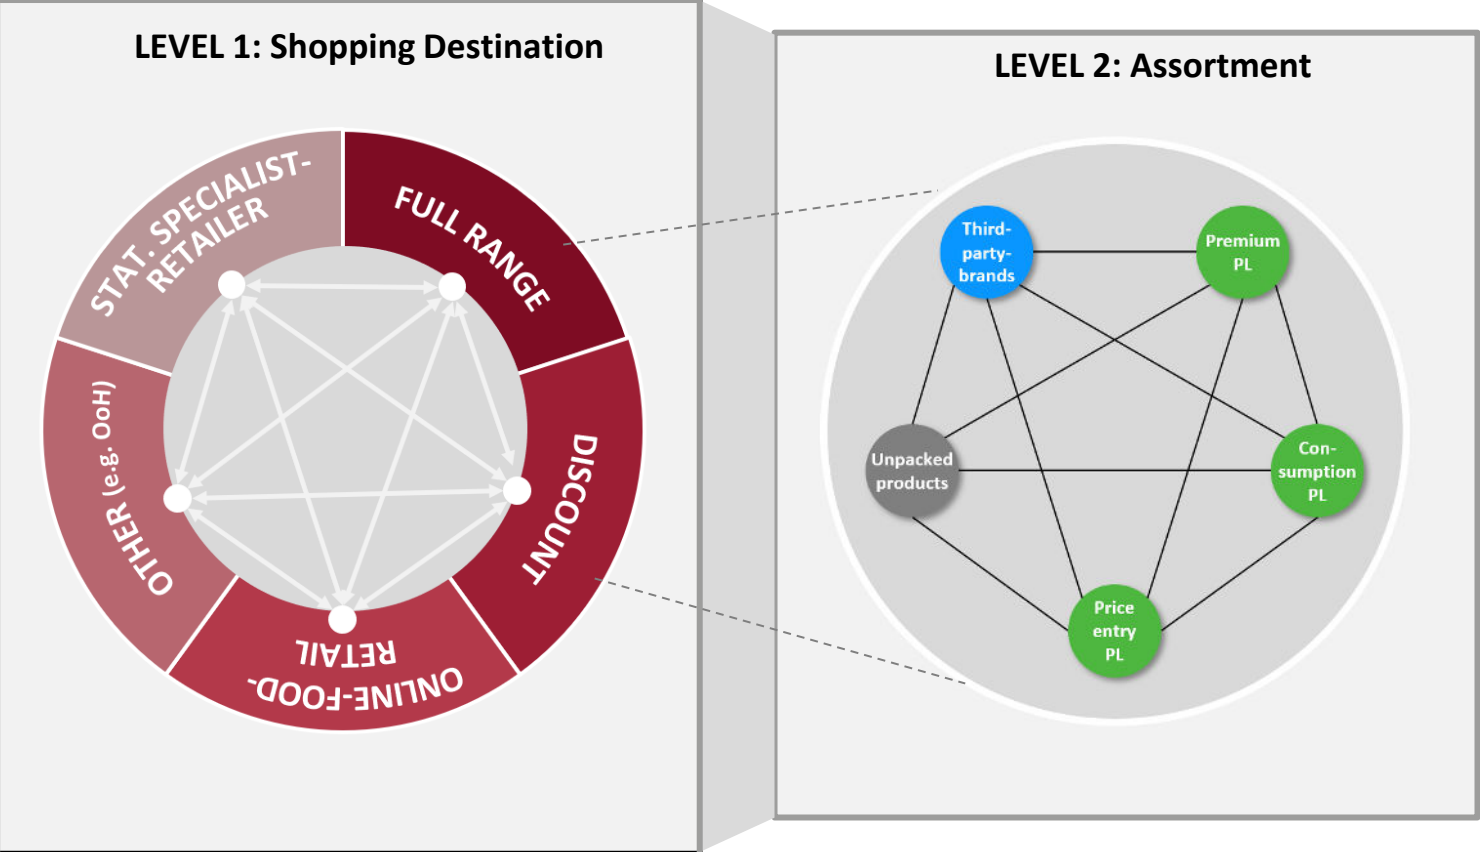 LEVEL 1: Shopping Destination
STAT. SPECIALIST-
RETAILER
FULL RANGE
DISCOUNT
ONLINE-FOOD-
RETAIL
OTHER (e.g. OoH)
LEVEL 2: Assortment
Third-
party-
brands
Premium
PL
Unpacked
products
Con-
sumption
PL
Price
entry
PL